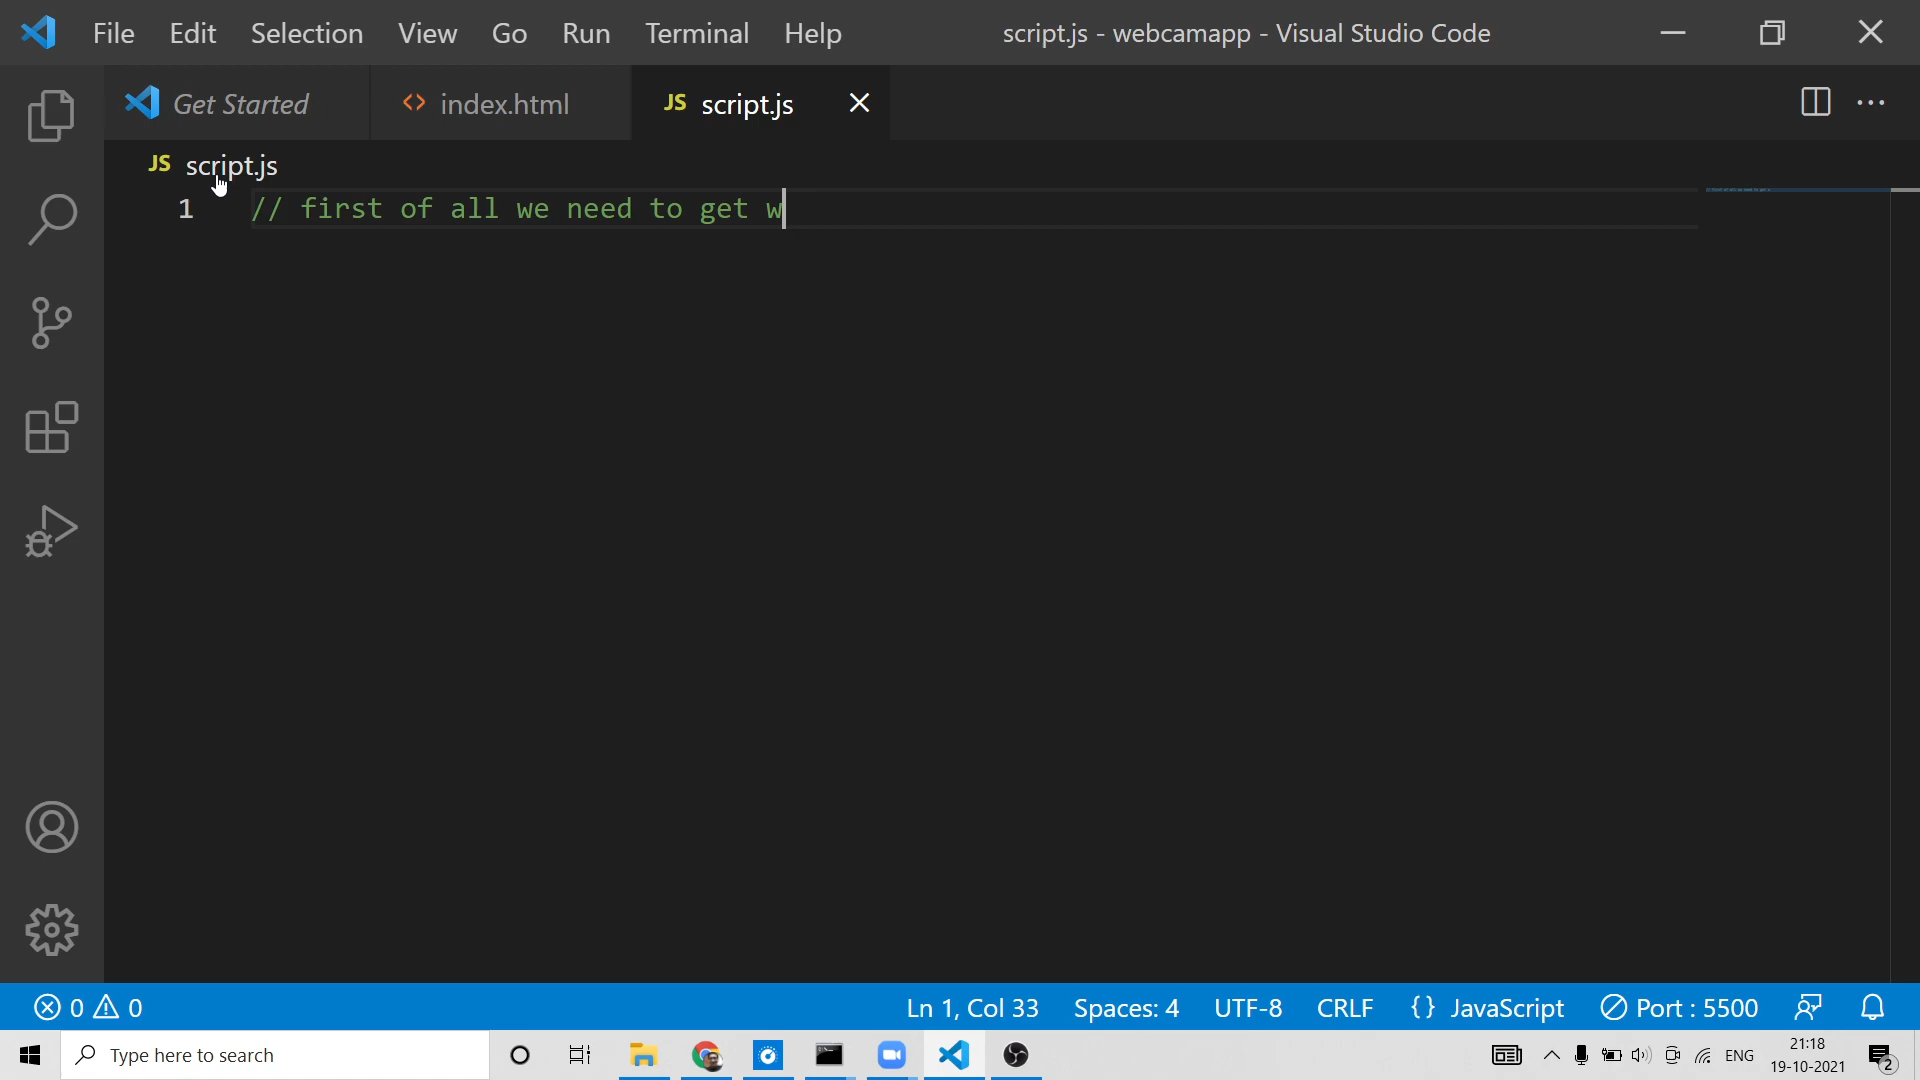 File Edit Selection View Go Run Terminal Help script.js - webcamapp - Visual Studio Code
Get Started <> index.html JS script.js
JS script.js
1 // first of all we need to get w
0 0 Ln 1, Col 33 Spaces: 4 UTF-8 CRLF {} JavaScript Port : 5500
Type here to search ENG 21:18
19-10-2021 2